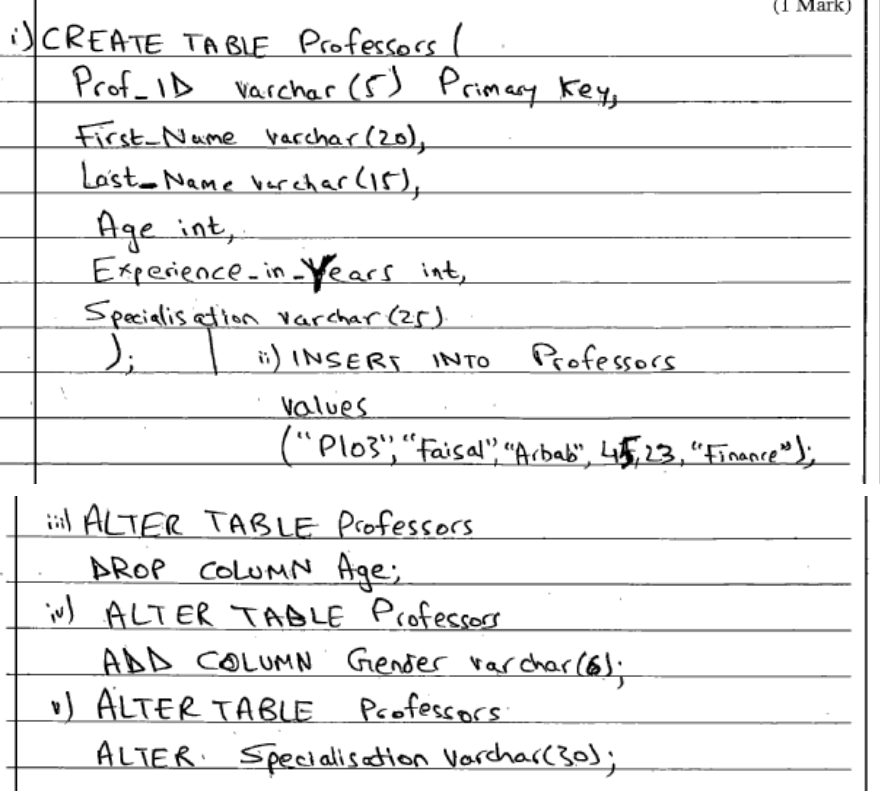 (1 Mark)
i) CREATE TABLE Professors (
Prof_ID varchar (5) Primary Key,
First_Name varchar (20),
Last_Name varchar (15),
Age int,
Experience_in_Years int,
Specialisation varchar (25)
); | ii) INSERT INTO Professors
values
("P103","Faisal","Arbab", 45,23, "Finance");
iii) ALTER TABLE Professors
DROP COLUMN Age;
iv) ALTER TABLE Professors
ADD COLUMN Gender varchar(6);
v) ALTER TABLE Professors
ALTER Specialisation varchar(30);